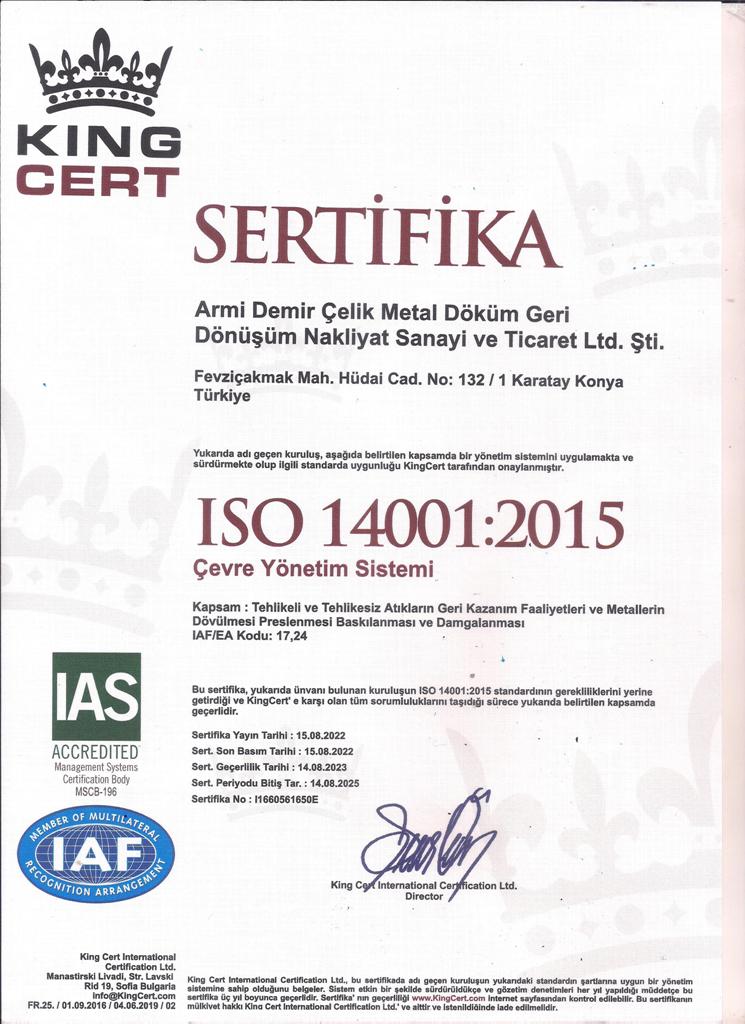 KING
CERT
SERTİFİKA
Armi Demir Çelik Metal Döküm Geri
Dönüşüm Nakliyat Sanayi ve Ticaret Ltd. Şti.
Fevziçakmak Mah. Hüdai Cad. No: 132 / 1 Karatay Konya
Türkiye
Yukarıda adı geçen kuruluş, aşağıda belirtilen kapsamda bir yönetim sistemini uygulamakta ve
sürdürmekte olup ilgili standarda uygunluğu KingCert tarafından onaylanmıştır.
ISO 14001:2015
Çevre Yönetim Sistemi
Kapsam : Tehlikeli ve Tehlikesiz Atıkların Geri Kazanım Faaliyetleri ve Metallerin
Dövülmesi Preslenmesi Baskılanması ve Damgalanması
IAF/EA Kodu: 17,24
Bu sertifika, yukarıda ünvanı bulunan kuruluşun ISO 14001:2015 standardının gerekliliklerini yerine
getirdiği ve KingCert' e karşı olan tüm sorumluluklarını taşıdığı sürece yukarıda belirtilen kapsamda
geçerlidir.
Sertifika Yayın Tarihi : 15.08.2022
Sert. Son Basım Tarihi : 15.08.2022
Sert. Geçerlilik Tarihi : 14.08.2023
Sert. Periyodu Bitiş Tar. : 14.08.2025
Sertifika No : I1660561650E
IAS
ACCREDITED
Management Systems
Certification Body
MSCB-196
MEMBER OF MULTILATERAL
IAF
RECOGNITION ARRANGEMENT
King Cert International Certification Ltd.
Director
King Cert International
Certification Ltd.
Manastirski Livadi, Str. Lavski
Rid 19, Sofia Bulgaria
info@KingCert.com
FR.25. / 01.09.2016 / 04.06.2019 / 02
King Cert International Certification Ltd., bu sertifikada adı geçen kuruluşun yukarıdaki standardın şartlarına uygun bir yönetim
sistemine sahip olduğunu belgeler. Sistem etkin bir şekilde sürdürüldükçe ve gözetim denetimleri her yıl yapıldığı müddetçe bu
sertifika üç yıl boyunca geçerlidir. Sertifika' nın geçerliliği www.KingCert.com internet sayfasından kontrol edilebilir. Bu sertifikanın
mülkiyet hakkı King Cert International Certification Ltd.' ye aittir ve istenildiğinde iade edilmelidir.